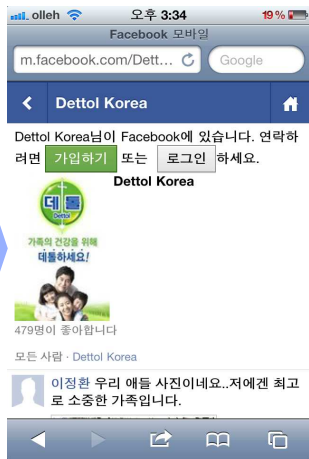 olleh 오후 3:34 19%
Facebook 모바일
m.facebook.com/Dett... Google
Dettol Korea
Dettol Korea님이 Facebook에 있습니다. 연락하
려면 가입하기 또는 로그인 하세요.
Dettol Korea
데톨
Dettol
가족의 건강을 위해
데톨하세요!
479명이 좋아합니다
모든 사람 · Dettol Korea
이정환 우리 애들 사진이네요..저에겐 최고
로 소중한 가족입니다.